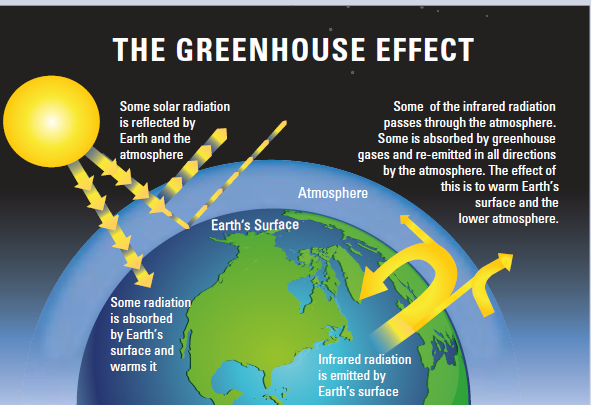 THE GREENHOUSE EFFECT
Some solar radiation
is reflected by
Earth and the
atmosphere
Some of the infrared radiation
passes through the atmosphere.
Some is absorbed by greenhouse
gases and re-emitted in all directions
by the atmosphere. The effect of
this is to warm Earth's
surface and the
lower atmosphere.
Atmosphere
Earth's Surface
Some radiation
is absorbed
by Earth's
surface and
warms it
Infrared radiation
is emitted by
Earth's surface